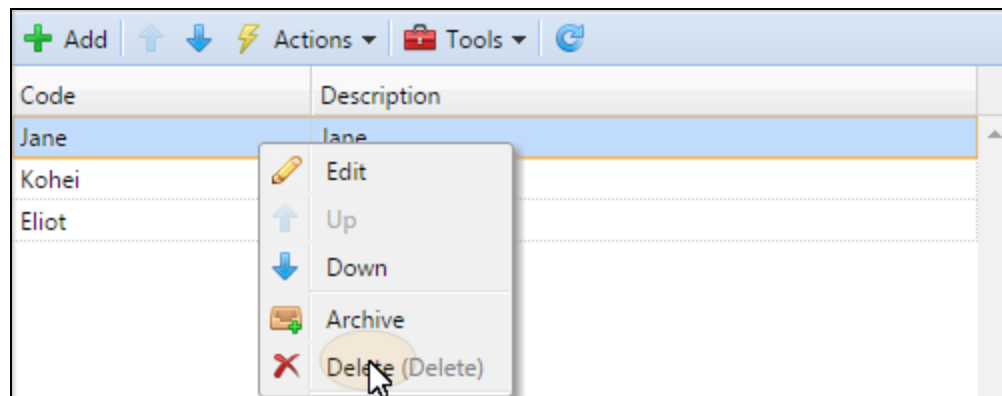 Add Actions Tools
Code Description
Jane Jane
Kohei
Eliot
Edit
Up
Down
Archive
Delete (Delete)